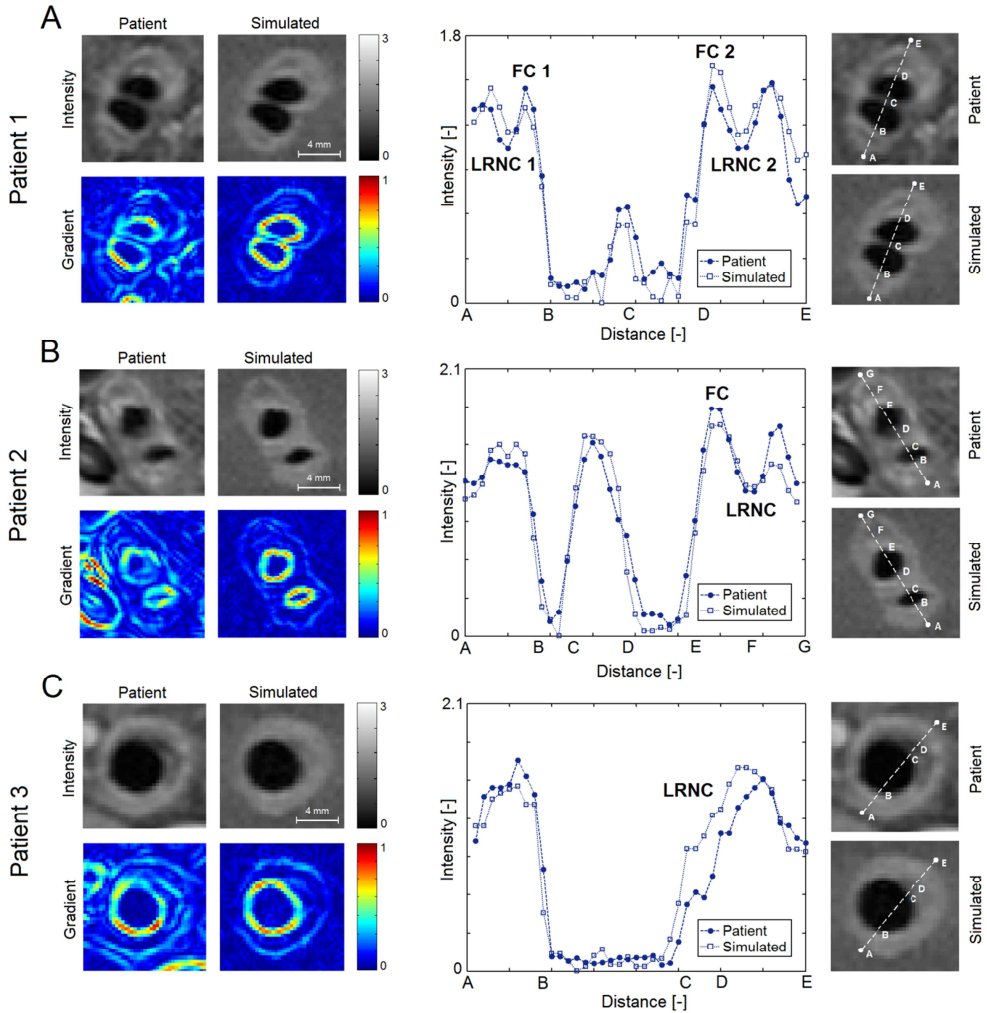 A
Patient
Simulated
Patient 1
Intensity
4 mm
3
0
Gradient
1
0
1.8
Intensity [-]
0
FC 1
LRNC 1
FC 2
LRNC 2
Patient
Simulated
A
B
C
D
E
Distance [-]
E
D
C
B
A
Patient
E
D
C
B
A
Simulated
B
Patient
Simulated
Patient 2
Intensity
4 mm
3
0
Gradient
1
0
2.1
Intensity [-]
0
FC
LRNC
Patient
Simulated
A
B
C
D
E
F
G
Distance [-]
G
F
E
D
C
B
A
Patient
G
F
E
D
C
B
A
Simulated
C
Patient
Simulated
Patient 3
Intensity
4 mm
3
0
Gradient
1
0
2.1
Intensity [-]
0
LRNC
Patient
Simulated
A
B
C
D
E
Distance [-]
E
D
C
B
A
Patient
E
D
C
B
A
Simulated